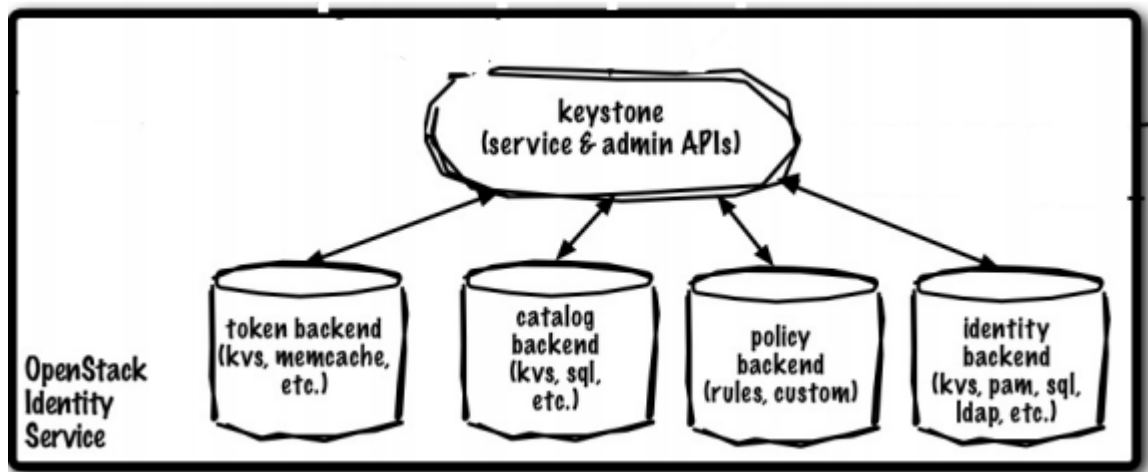 keystone
(service & admin APIs)
token backend
(kvs, memcache,
etc.)
catalog
backend
(kvs, sql,
etc.)
policy
backend
(rules, custom)
identity
backend
(kvs, pam, sql,
ldap, etc.)
OpenStack
Identity
Service